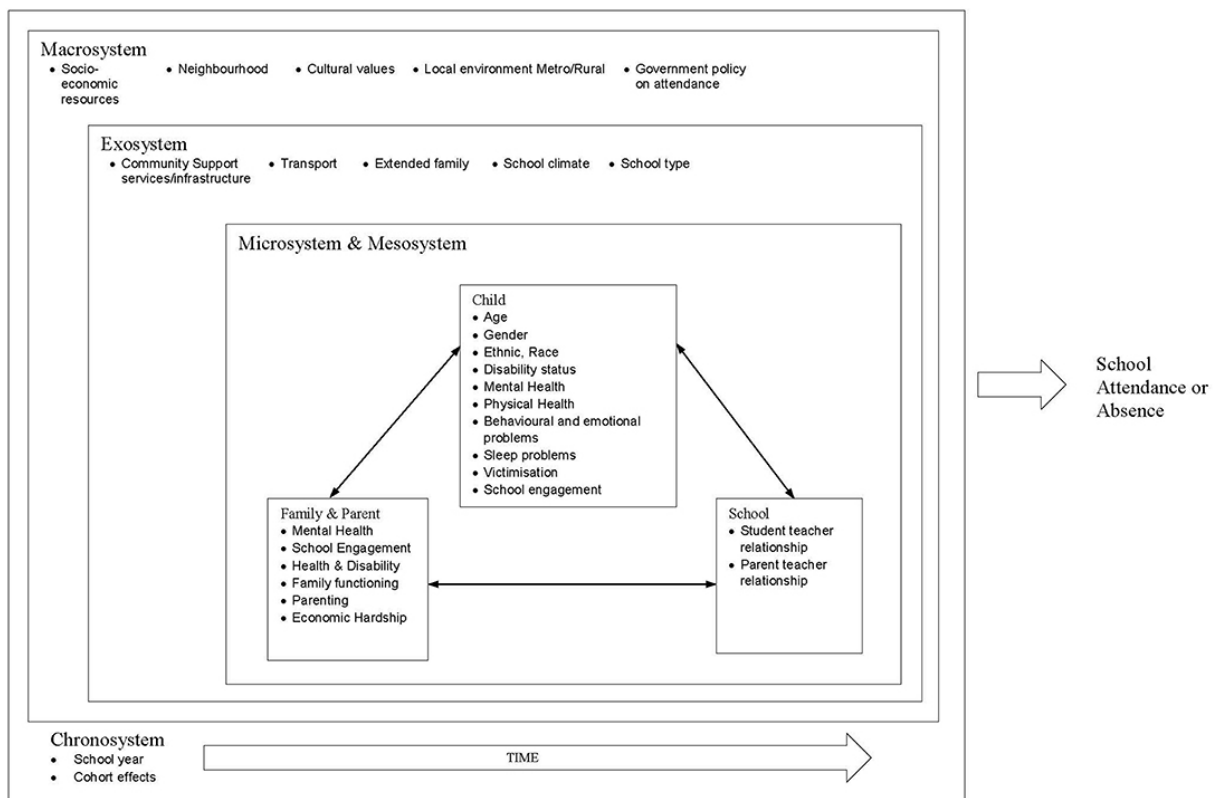 Macrosystem
• Socio-
economic
resources
• Neighbourhood
• Cultural values
• Local environment Metro/Rural
• Government policy
on attendance
Exosystem
• Community Support
services/infrastructure
• Transport
• Extended family
• School climate
• School type
Microsystem & Mesosystem
Child
• Age
• Gender
• Ethnic, Race
• Disability status
• Mental Health
• Physical Health
• Behavioural and emotional
problems
• Sleep problems
• Victimisation
• School engagement
Family & Parent
• Mental Health
• School Engagement
• Health & Disability
• Family functioning
• Parenting
• Economic Hardship
School
• Student teacher
relationship
• Parent teacher
relationship
Chronosystem
• School year
• Cohort effects
TIME
School
Attendance or
Absence